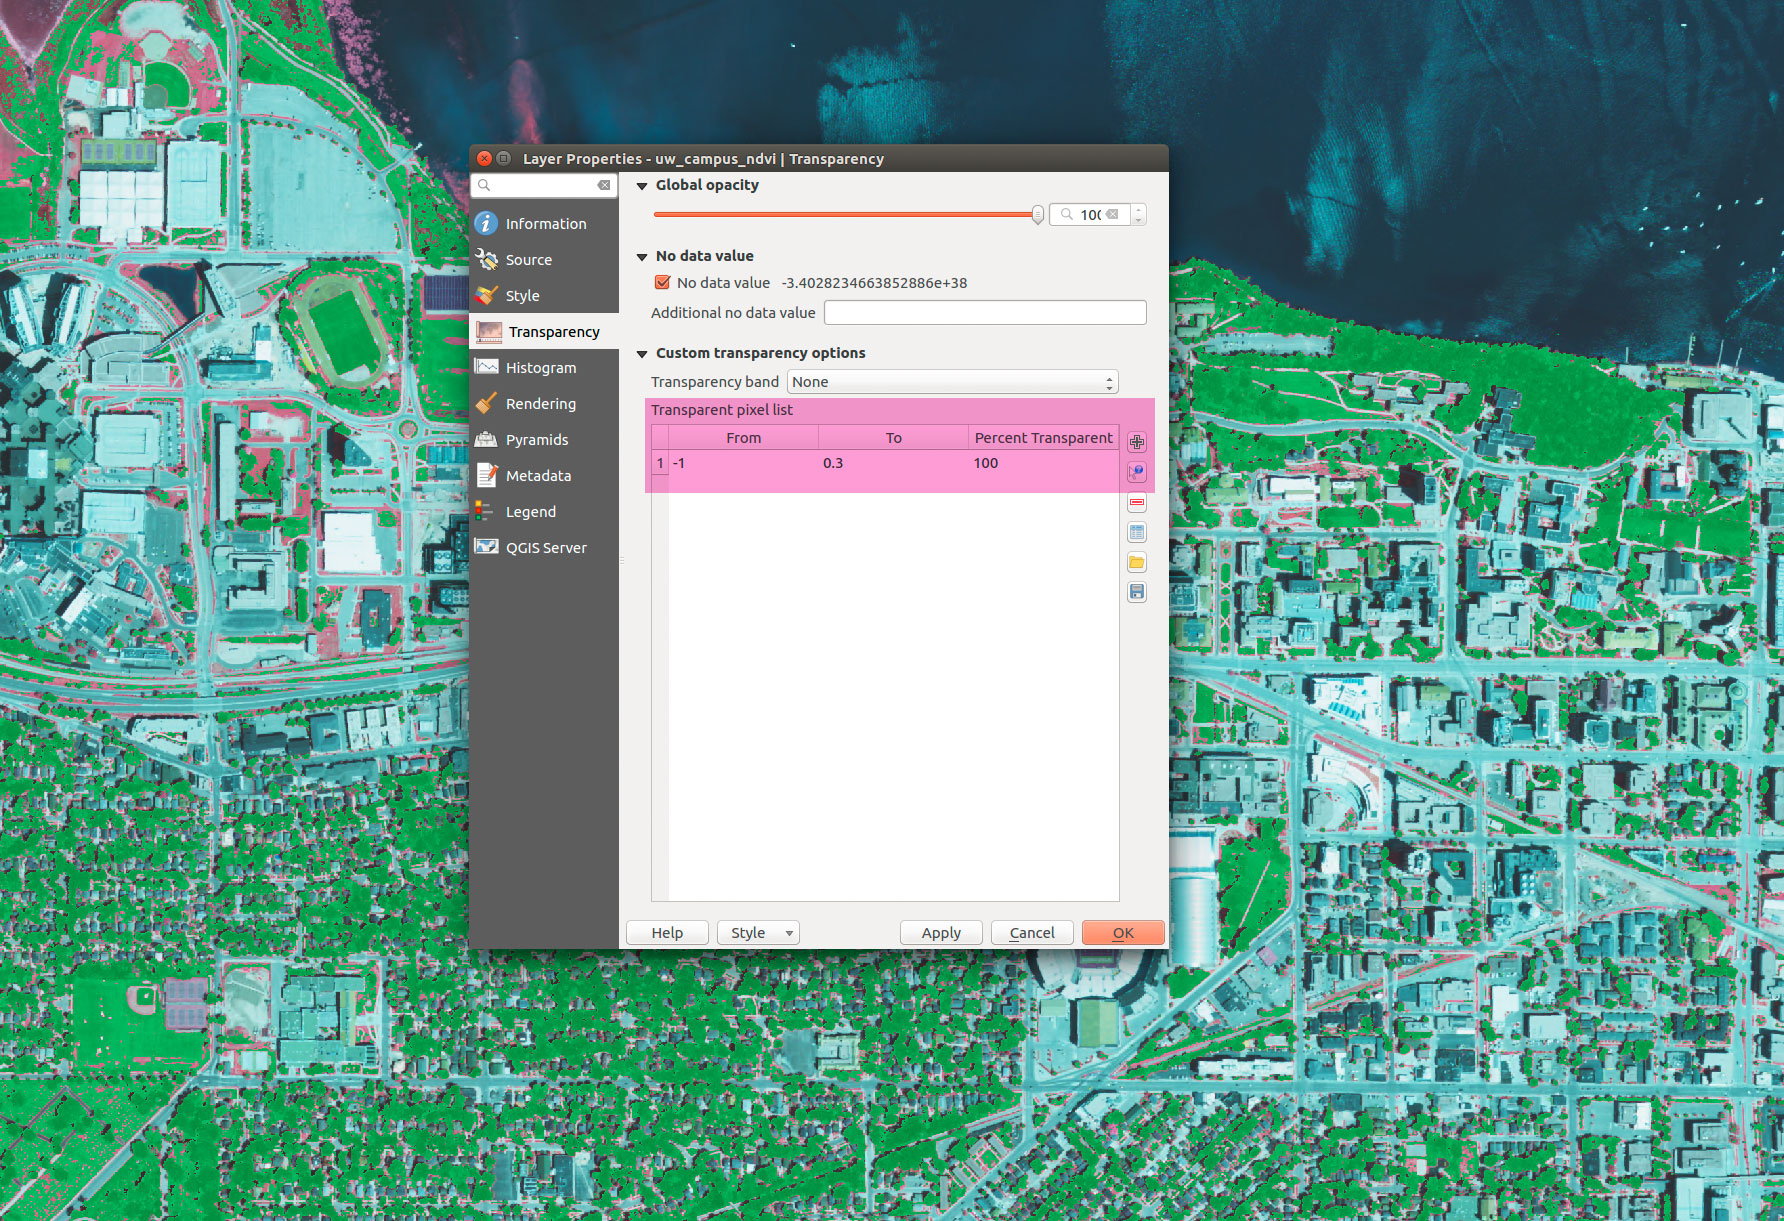 Layer Properties - uw_campus_ndvi | Transparency
Information
Source
Style
Transparency
Histogram
Rendering
Pyramids
Metadata
Legend
QGIS Server
Global opacity
100
No data value
No data value -3.4028234663852886e+38
Additional no data value
Custom transparency options
Transparency band None
Transparent pixel list
From To Percent Transparent
1 -1 0.3 100
Help Style Apply Cancel OK